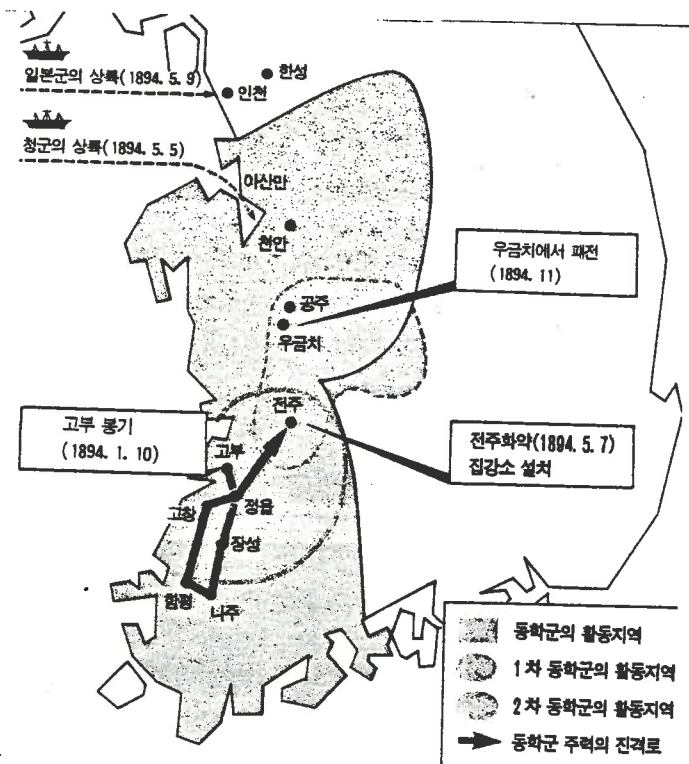 일본군의 상륙(1894. 5. 9)
한성
인천
청군의 상륙(1894. 5. 5)
아산만
천안
우금치에서 패전
(1894. 11)
공주
우금치
고부 봉기
(1894. 1. 10)
전주
전주화약(1894. 5. 7)
집강소 설치
고부
고창
정읍
장성
함평
나주
동학군의 활동지역
1차 동학군의 활동지역
2차 동학군의 활동지역
동학군 주력의 진격로